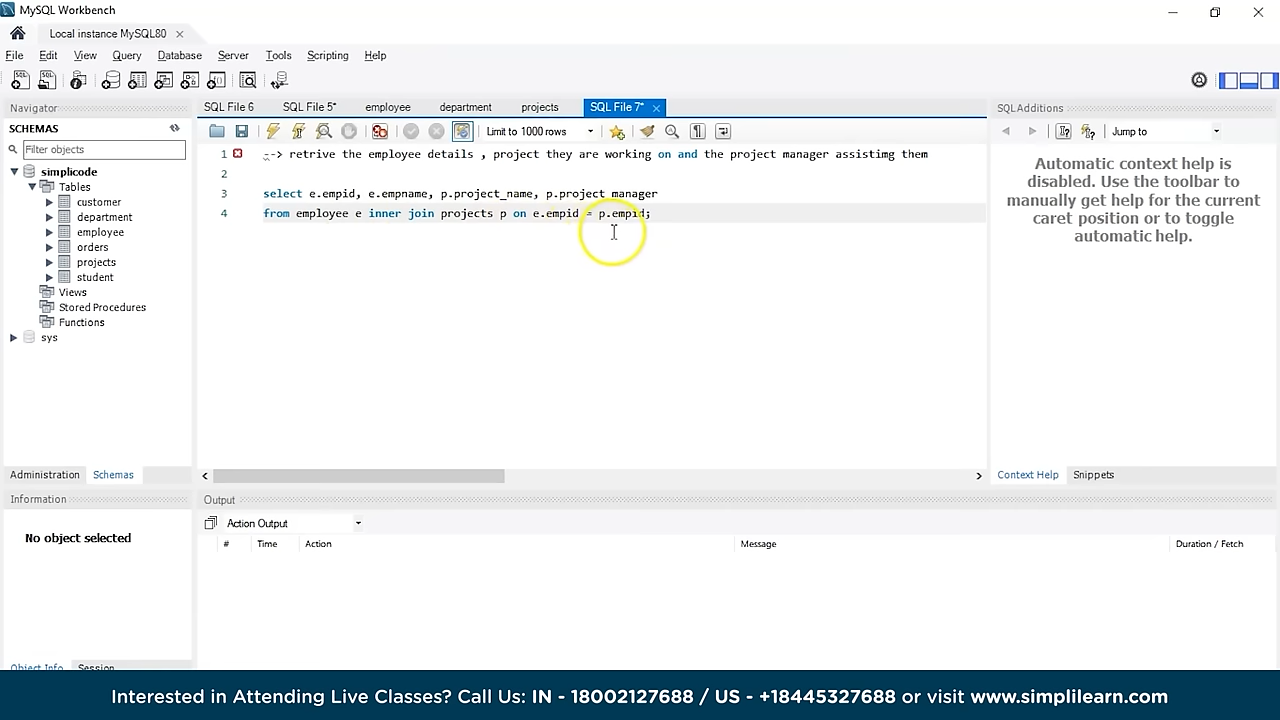 MySQL Workbench
Local instance MySQL80
File Edit View Query Database Server Tools Scripting Help
Navigator
SCHEMAS
Filter objects
simplicode
Tables
customer
department
employee
orders
projects
student
Views
Stored Procedures
Functions
sys
Administration Schemas
Information
No object selected
Object Info Session
SQL File 6 SQL File 5* employee department projects SQL File 7*
Limit to 1000 rows
1 --> retrive the employee details , project they are working on and the project manager assistimg them
2
3 select e.empid, e.empname, p.project_name, p.project_manager
4 from employee e inner join projects p on e.empid = p.empid;
Output
Action Output
# Time Action Message Duration / Fetch
SQLAdditions
Jump to
Automatic context help is
disabled. Use the toolbar to
manually get help for the current
caret position or to toggle
automatic help.
Context Help Snippets
Interested in Attending Live Classes? Call Us: IN - 18002127688 / US - +18445327688 or visit www.simplilearn.com